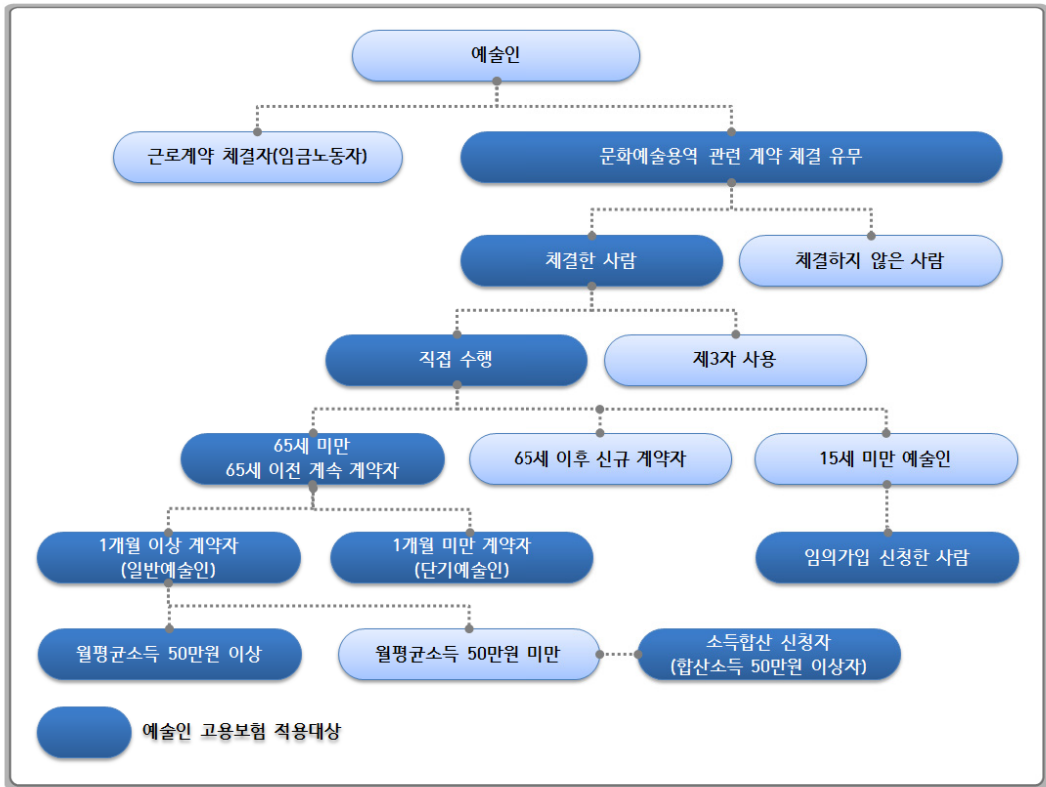 예술인
근로계약 체결자(임금노동자)
문화예술용역 관련 계약 체결 유무
체결한 사람
체결하지 않은 사람
직접 수행
제3자 사용
65세 미만
65세 이전 계속 계약자
65세 이후 신규 계약자
15세 미만 예술인
1개월 이상 계약자
(일반예술인)
1개월 미만 계약자
(단기예술인)
임의가입 신청한 사람
월평균소득 50만원 이상
월평균소득 50만원 미만
소득합산 신청자
(합산소득 50만원 이상자)
예술인 고용보험 적용대상